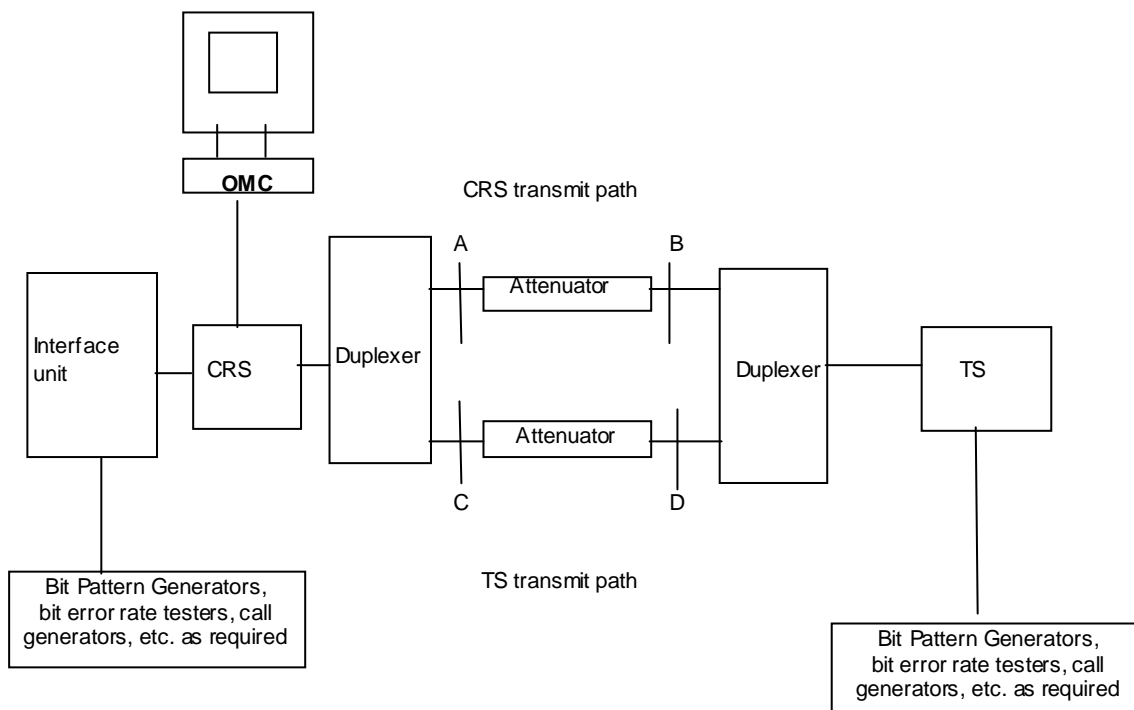 OMC
CRS transmit path
A
B
Attenuator
Interface
unit
CRS
Duplexer
Duplexer
TS
Attenuator
C
D
TS transmit path
Bit Pattern Generators,
bit error rate testers, call
generators, etc. as required
Bit Pattern Generators,
bit error rate testers, call
generators, etc. as required